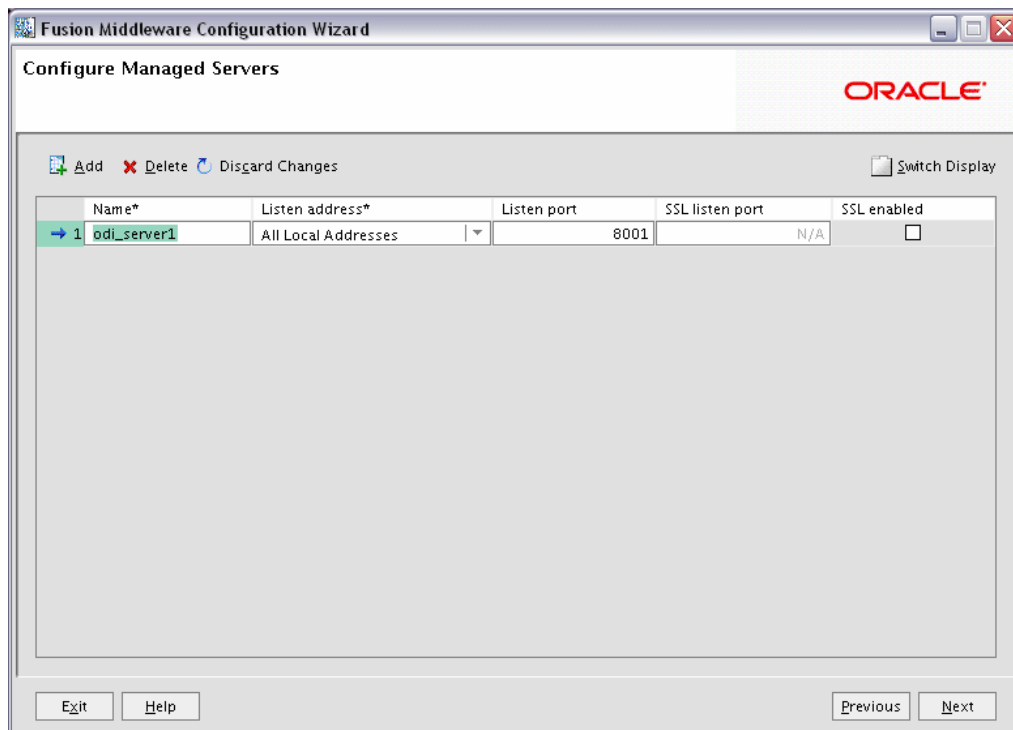 Fusion Middleware Configuration Wizard
Configure Managed Servers
ORACLE
Add Delete Discard Changes Switch Display
Name* Listen address* Listen port SSL listen port SSL enabled
1 odi_server1 All Local Addresses 8001 N/A
Exit Help Previous Next